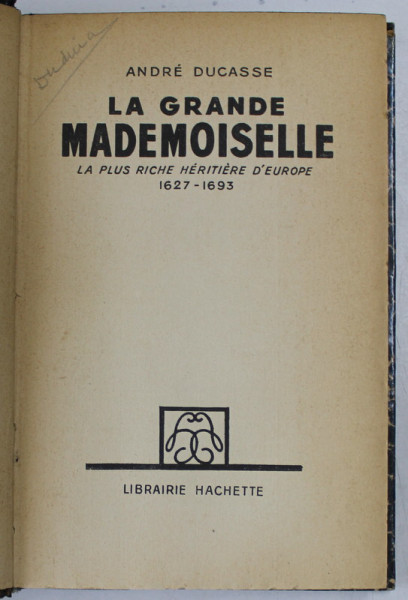 ANDRÉ DUCASSE
LA GRANDE
MADEMOISELLE
LA PLUS RICHE HÉRITIÈRE D'EUROPE
1627-1693
LIBRAIRIE HACHETTE